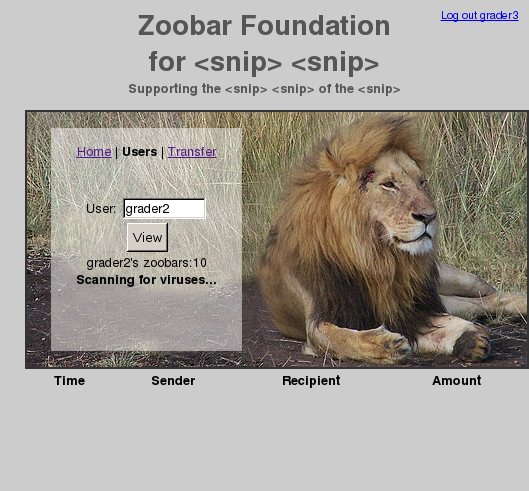 Log out grader3
Zoobar Foundation
for <snip> <snip>
Supporting the <snip> <snip> of the <snip>
Home | Users | Transfer
User: grader2
View
grader2's zoobars:10
Scanning for viruses...
Time Sender Recipient Amount